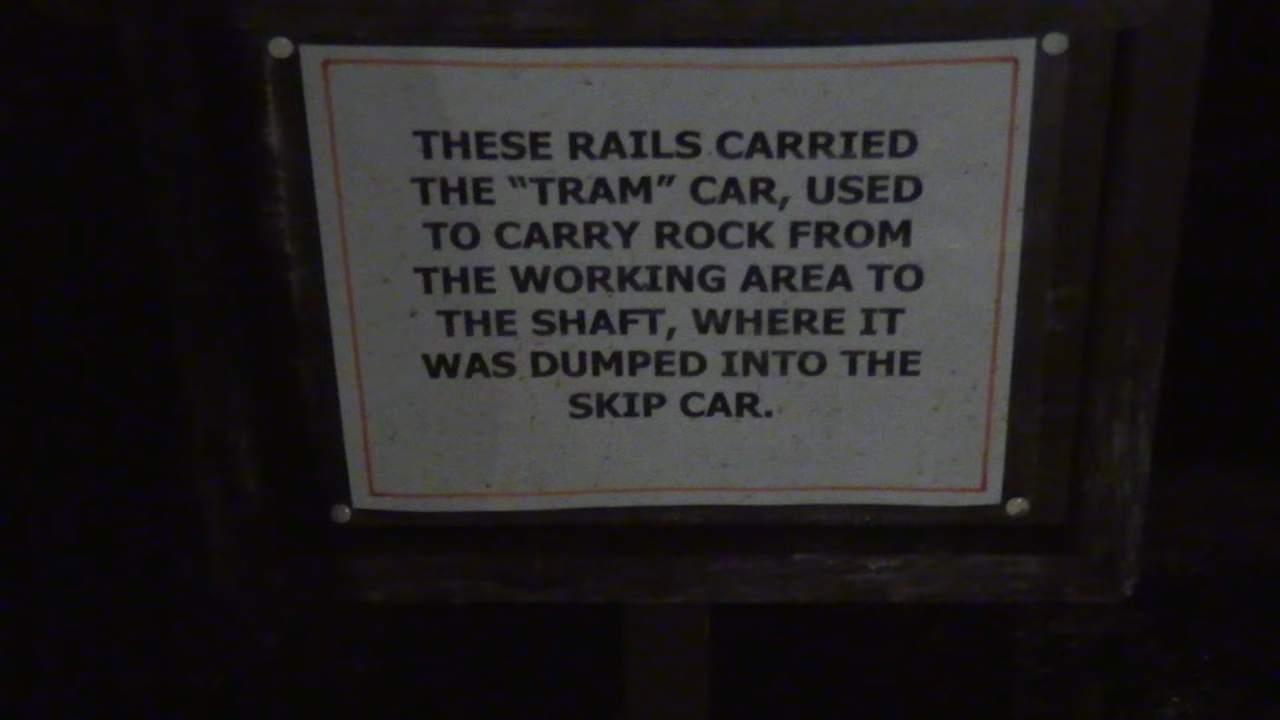 THESE RAILS CARRIED
THE “TRAM” CAR, USED
TO CARRY ROCK FROM
THE WORKING AREA TO
THE SHAFT, WHERE IT
WAS DUMPED INTO THE
SKIP CAR.